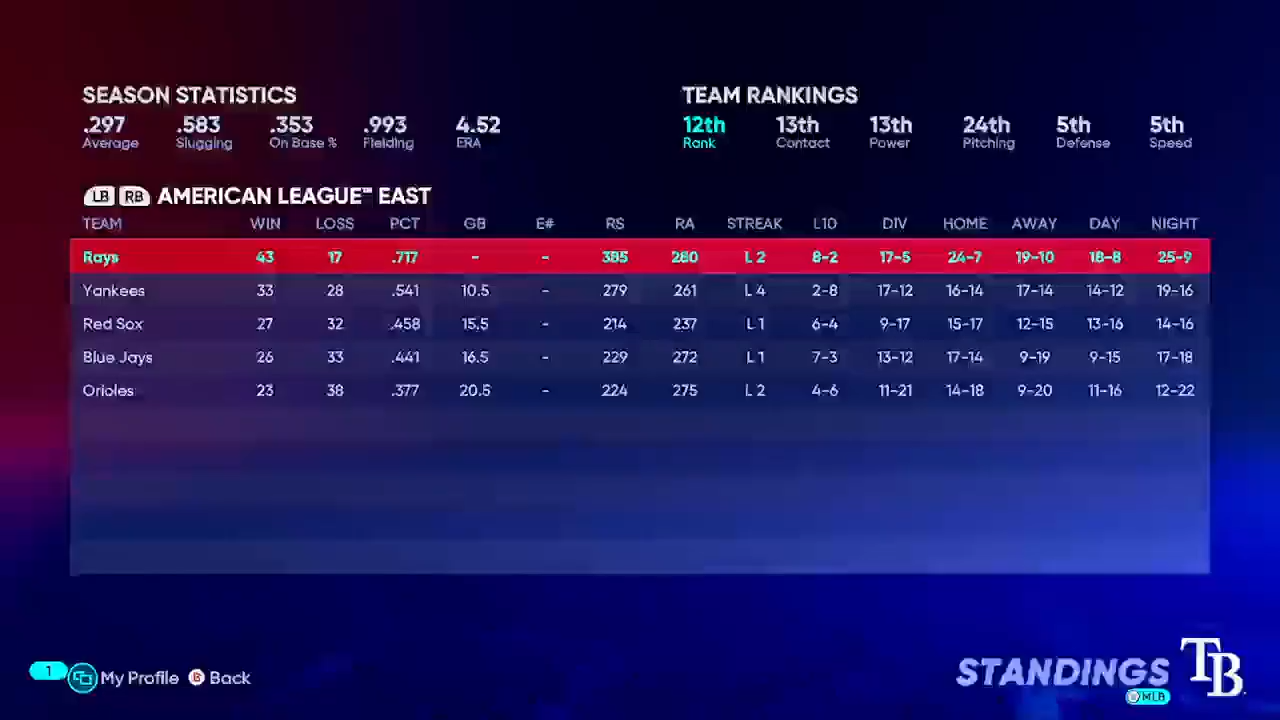 SEASON STATISTICS
.297 .583 .353 .993 4.52
Average Slugging On Base % Fielding ERA
TEAM RANKINGS
12th 13th 13th 24th 5th 5th
Rank Contact Power Pitching Defense Speed
LB RB AMERICAN LEAGUE™ EAST
TEAM WIN LOSS PCT GB E# RS RA STREAK L10 DIV HOME AWAY DAY NIGHT
Rays 43 17 .717 - - 385 280 L 2 8-2 17-5 24-7 19-10 18-8 25-9
Yankees 33 28 .541 10.5 - 279 261 L 4 2-8 17-12 16-14 17-14 14-12 19-16
Red Sox 27 32 .458 15.5 - 214 237 L 1 6-4 9-17 15-17 12-15 13-16 14-16
Blue Jays 26 33 .441 16.5 - 229 272 L 1 7-3 13-12 17-14 9-19 9-15 17-18
Orioles 23 38 .377 20.5 - 224 275 L 2 4-6 11-21 14-18 9-20 11-16 12-22
1 My Profile B Back
STANDINGS TB
MLB